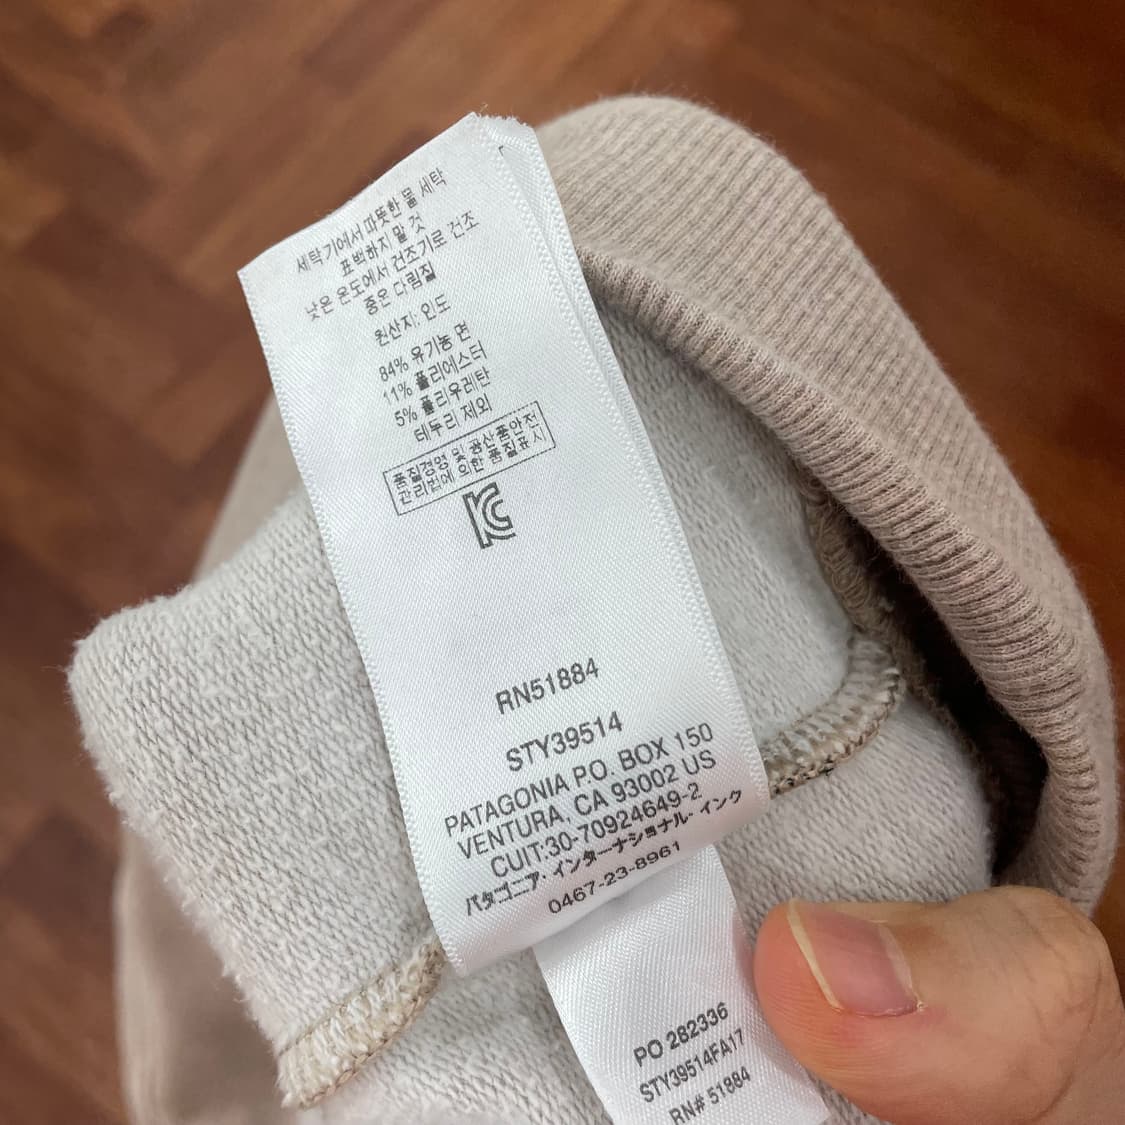 세탁기에서 따뜻한 물 세탁
표백하지 말 것
낮은 온도에서 건조기로 건조
중온 다림질
원산지: 인도
84% 유기농 면
11% 폴리에스터
5% 폴리우레탄
테두리 제외
품질경영 및 공산품안전
관리법에 의한 품질표시
KC
RN51884
STY39514
PATAGONIA P.O. BOX 150
VENTURA, CA 93002 US
CUIT:30-70924649-2
パタゴニア・インターナショナル・インク
0467-23-8961
PO 282336
STY39514FA17
RN# 51884